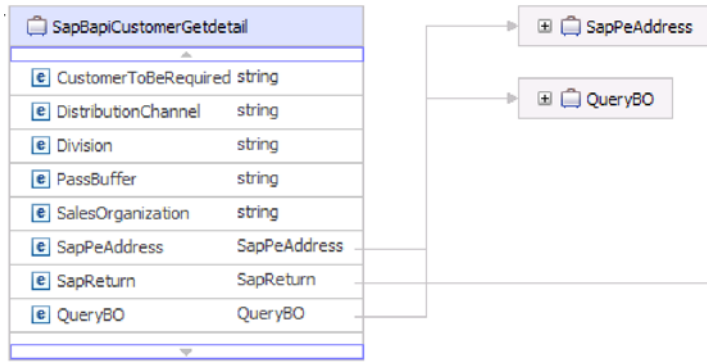 SapBapiCustomerGetdetail
CustomerToBeRequired string
DistributionChannel string
Division string
PassBuffer string
SalesOrganization string
SapPeAddress SapPeAddress
SapReturn SapReturn
QueryBO QueryBO
SapPeAddress
QueryBO